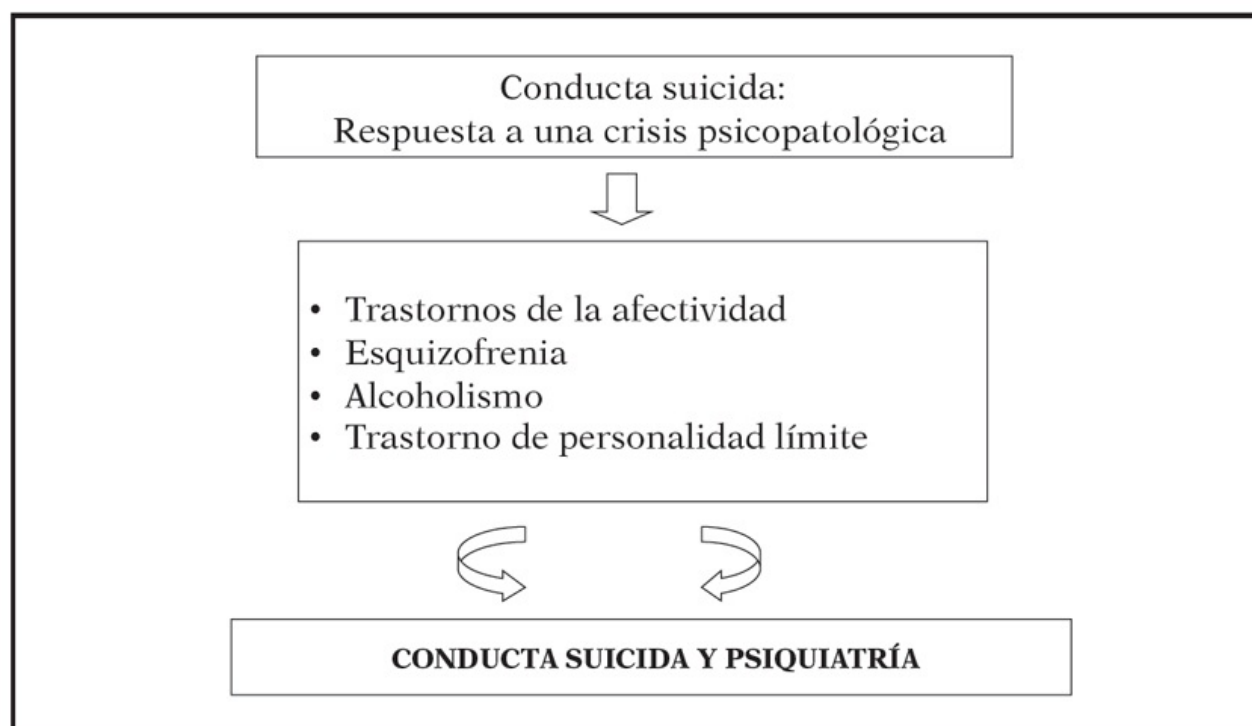 Conducta suicida:
Respuesta a una crisis psicopatológica
• Trastornos de la afectividad
• Esquizofrenia
• Alcoholismo
• Trastorno de personalidad límite
CONDUCTA SUICIDA Y PSIQUIATRÍA